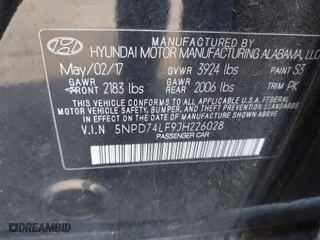 MANUFACTURED BY
HYUNDAI MOTOR MANUFACTURING ALABAMA, LLC
May/02/17 GVWR 3924 lbs PAINT S3
GAWR FRONT 2183 lbs GAWR REAR 2006 lbs TRIM PK
THIS VEHICLE CONFORMS TO ALL APPLICABLE
FEDERAL MOTOR VEHICLE SAFETY, BUMPER, AND
THEFT PREVENTION STANDARDS IN EFFECT ON
THE DATE OF MANUFACTURE SHOWN ABOVE
V.I.N 5NPD74LF9JH226028
PASSENGER CAR
DREAMBID